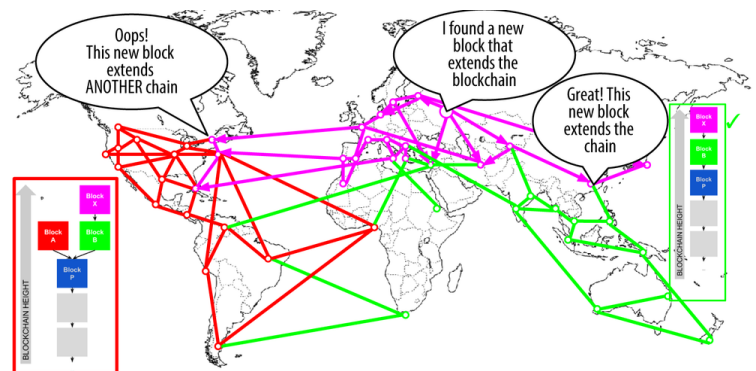 Oops!
This new block
extends
ANOTHER chain
I found a new
block that
extends the
blockchain
Great! This
new block
extends the
chain
BLOCKCHAIN HEIGHT
Block
X
Block
A
Block
B
Block
P
BLOCKCHAIN HEIGHT
Block
X
Block
B
Block
P